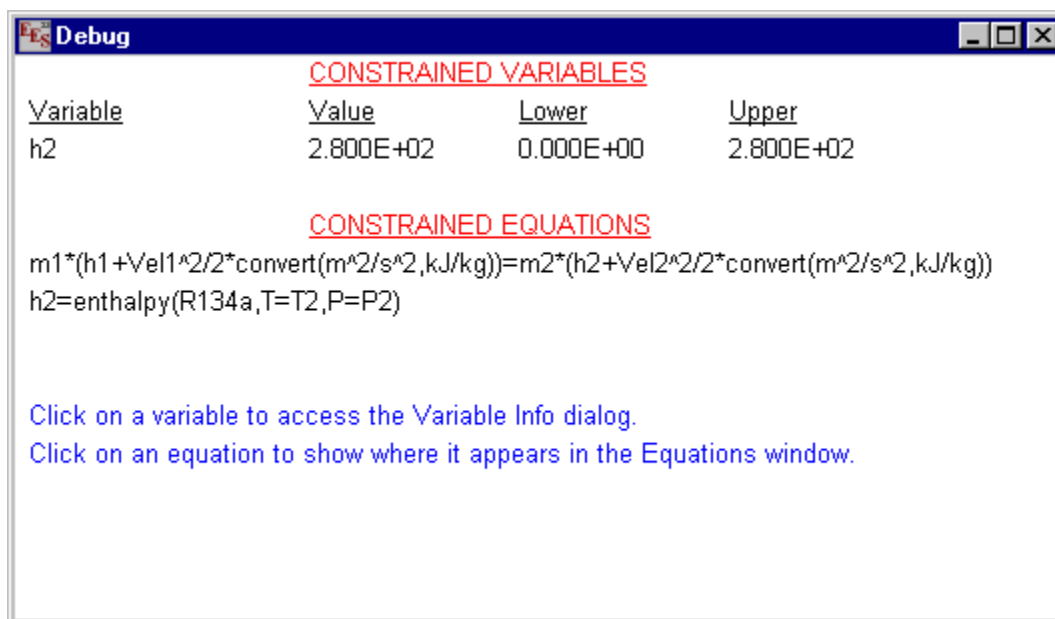 EES Debug
CONSTRAINED VARIABLES
Variable Value Lower Upper
h2 2.800E+02 0.000E+00 2.800E+02
CONSTRAINED EQUATIONS
m1*(h1+Vel1^2/2*convert(m^2/s^2,kJ/kg))=m2*(h2+Vel2^2/2*convert(m^2/s^2,kJ/kg))
h2=enthalpy(R134a,T=T2,P=P2)
Click on a variable to access the Variable Info dialog.
Click on an equation to show where it appears in the Equations window.